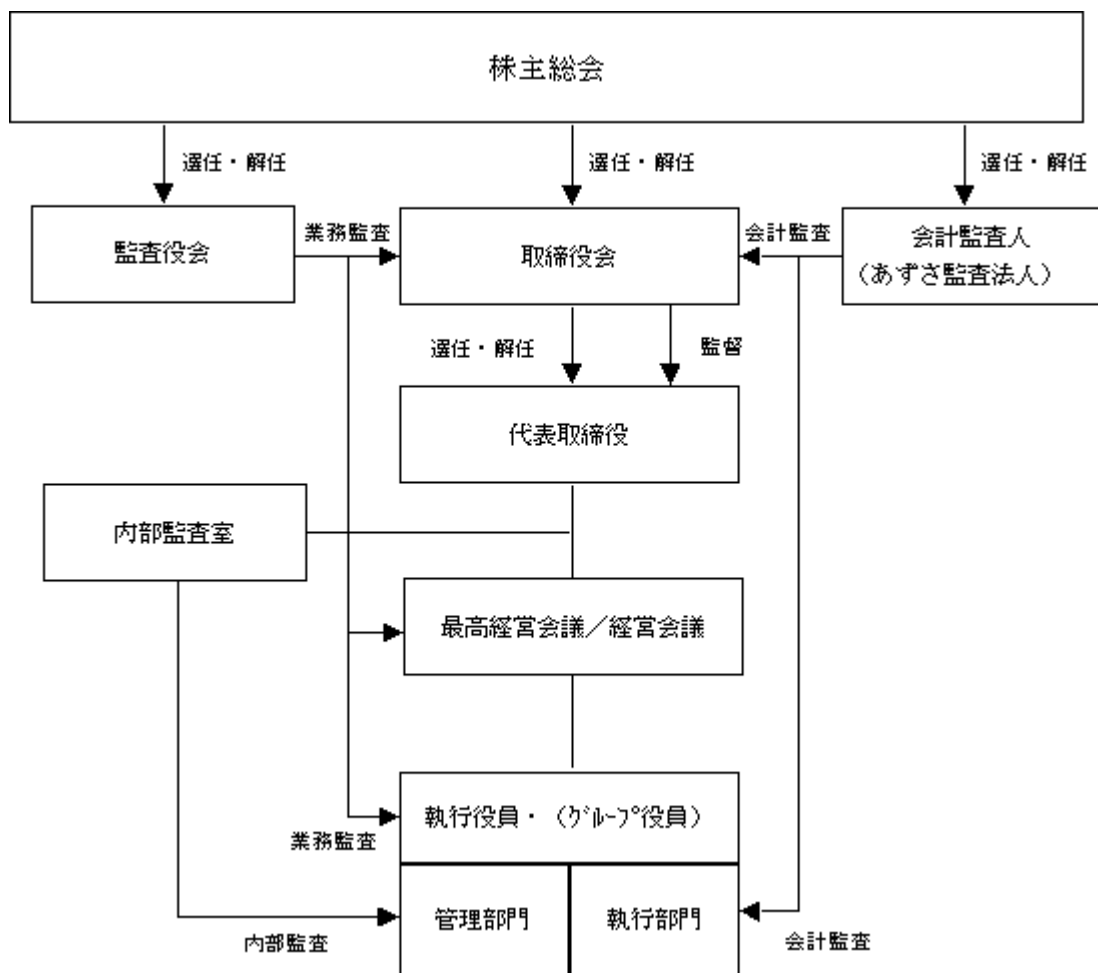 株主総会
選任・解任
選任・解任
選任・解任
監査役会
業務監査
取締役会
会計監査
会計監査人
（あずさ監査法人）
選任・解任
監督
代表取締役
内部監査室
最高経営会議／経営会議
執行役員・（ｸﾞﾙｰﾌﾟ役員）
業務監査
管理部門
執行部門
内部監査
会計監査